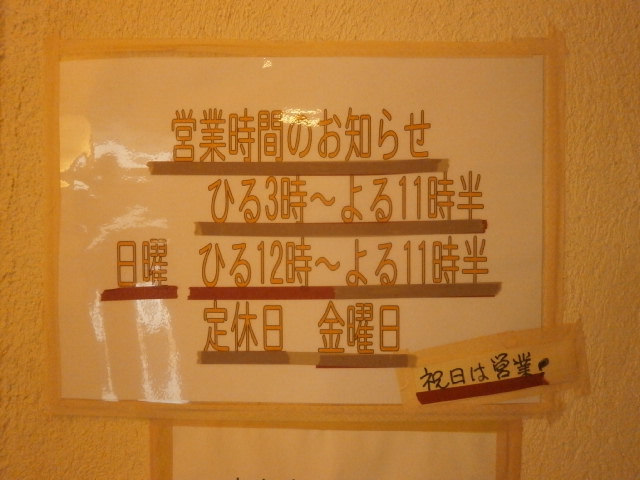 営業時間のお知らせ
ひる3時～よる11時半
日曜 ひる12時～よる11時半
定休日 金曜日
祝日は営業